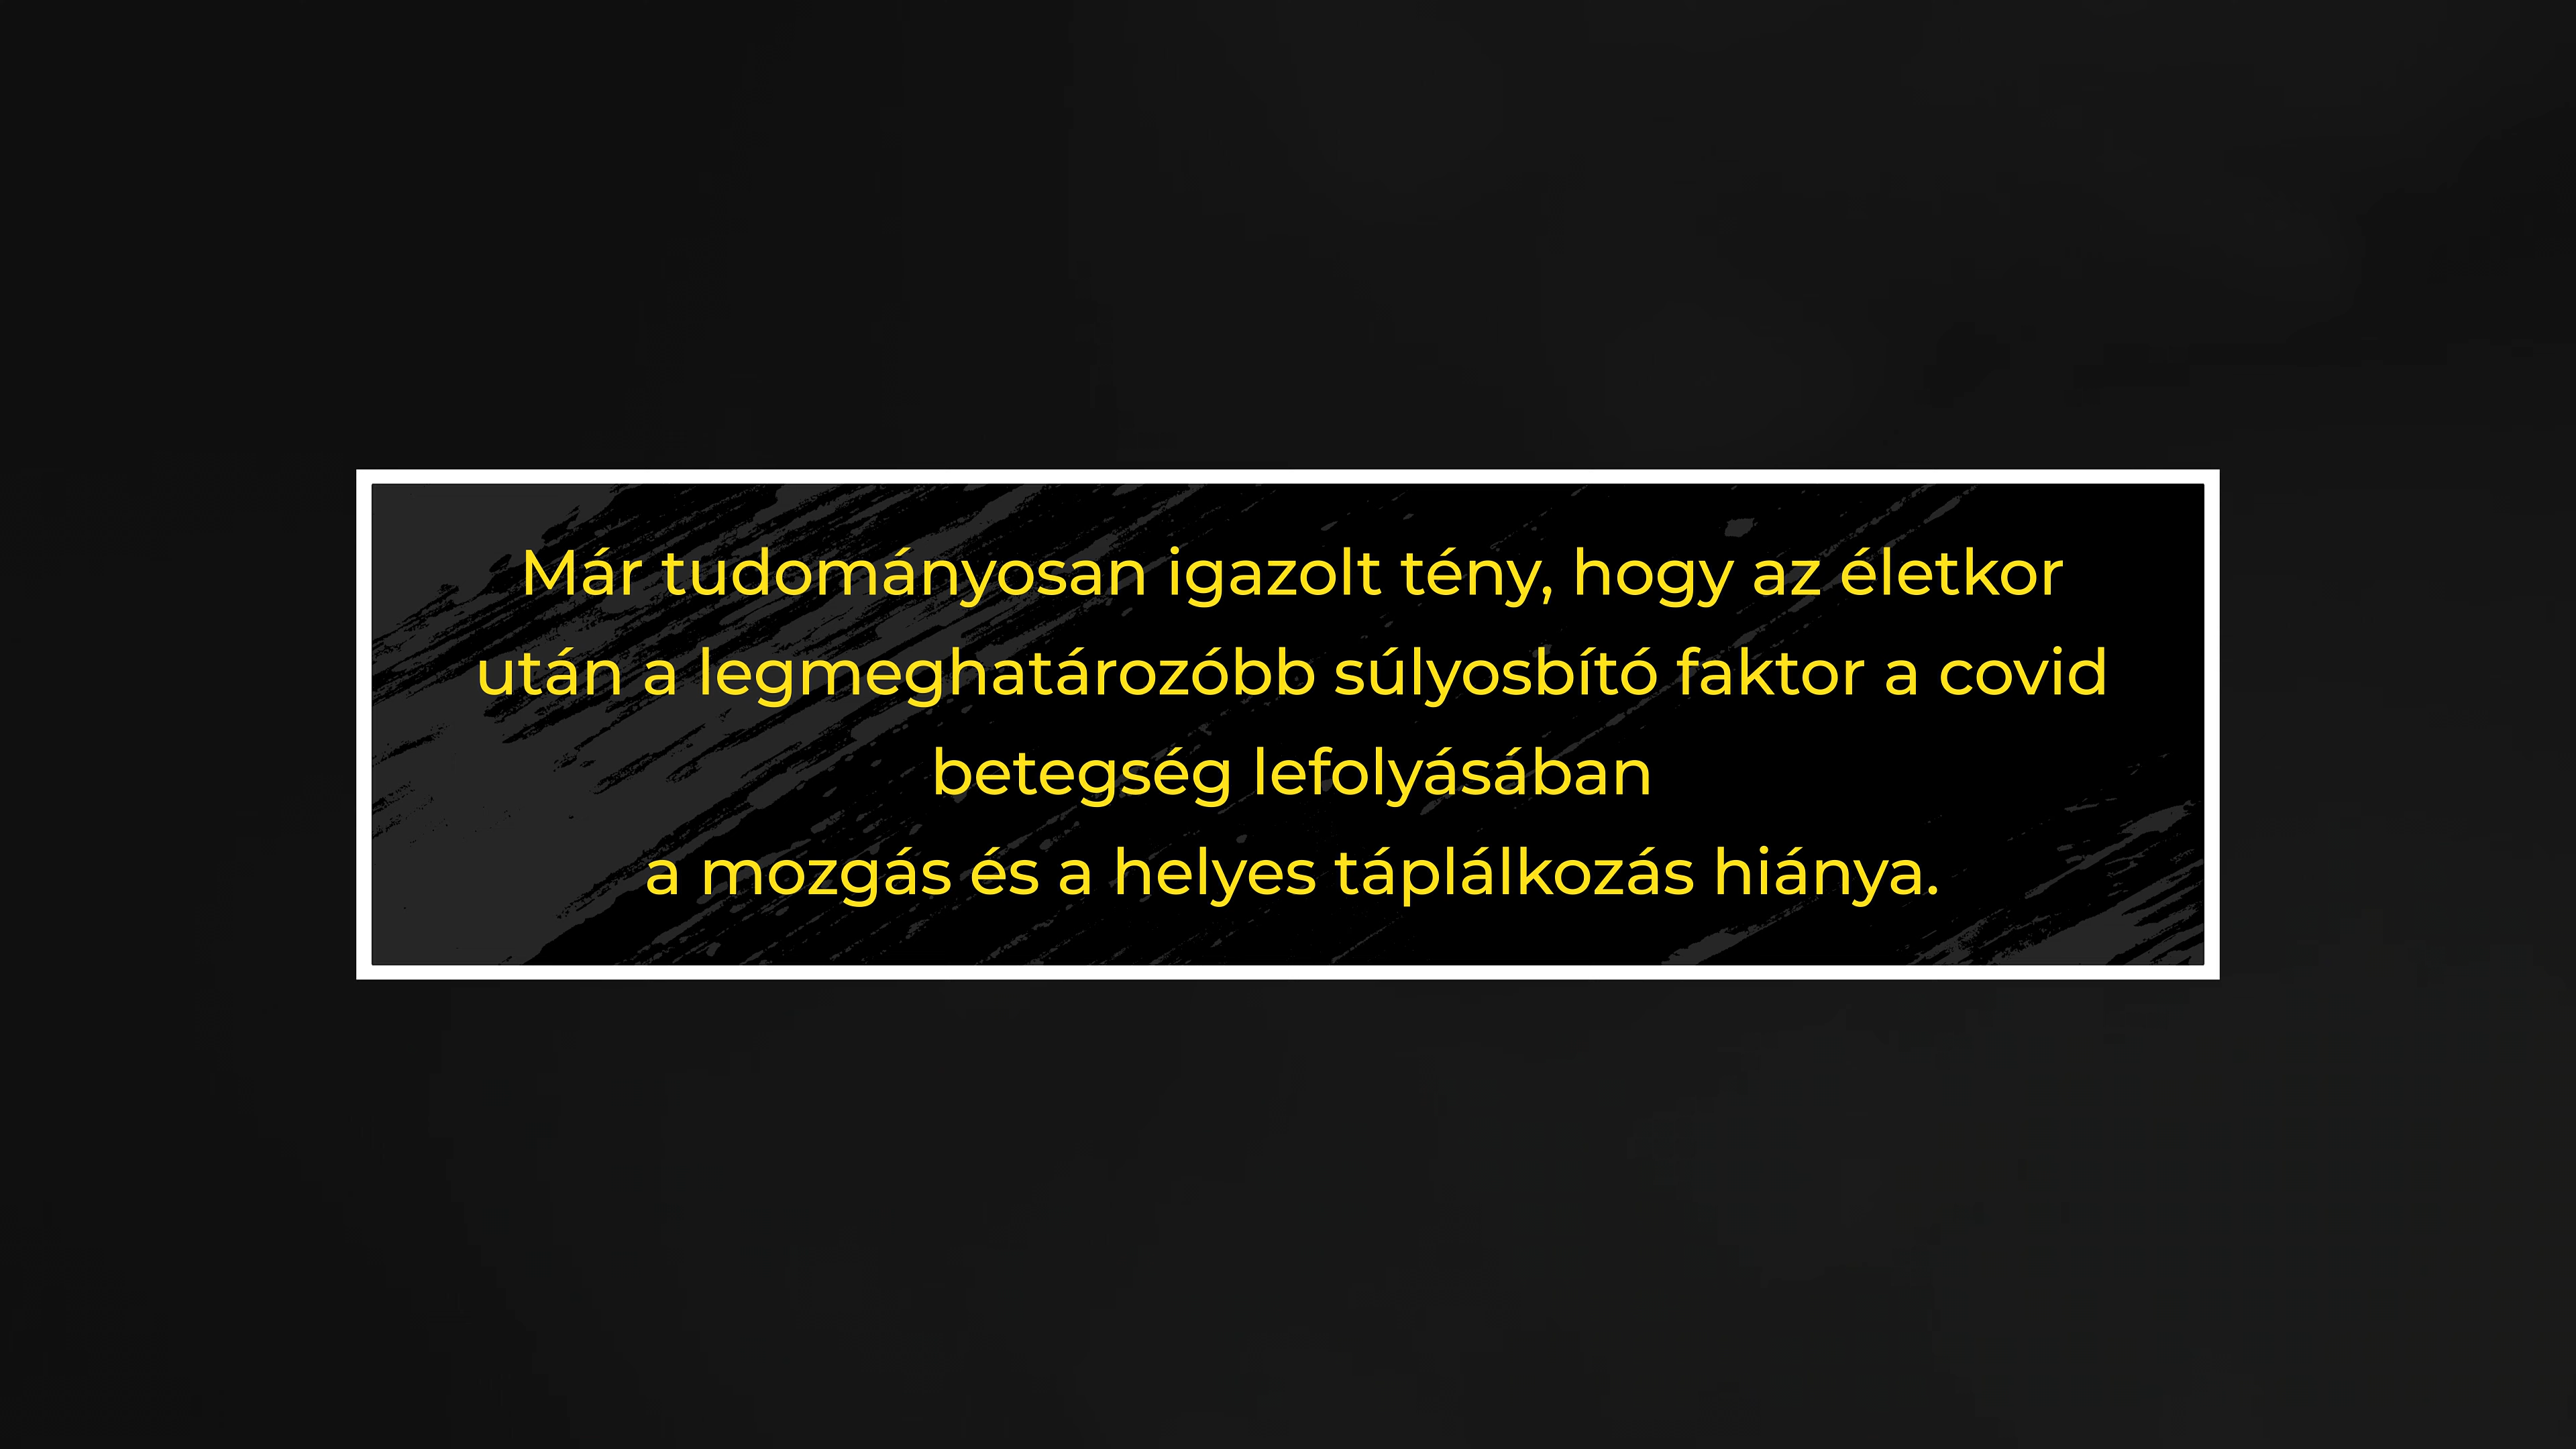 Már tudományosan igazolt tény, hogy az életkor
után a legmeghatározóbb súlyosbító faktor a covid
betegség lefolyásában
a mozgás és a helyes táplálkozás hiánya.